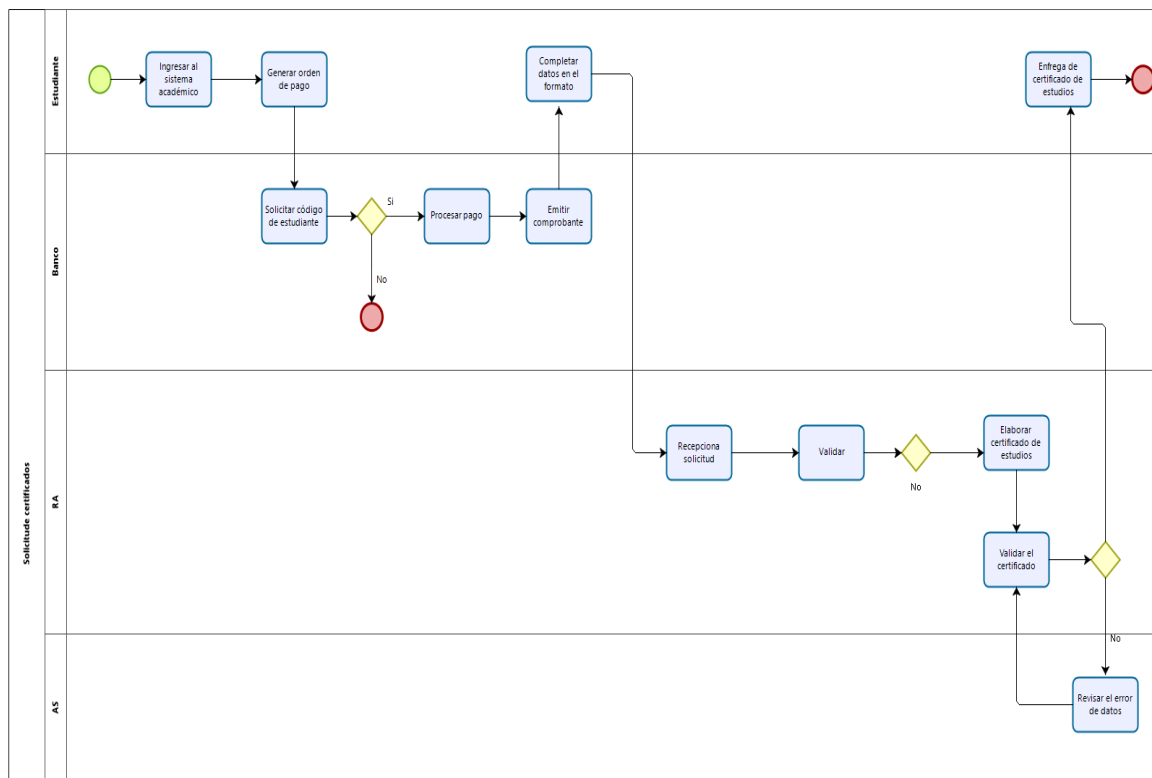 Solicitude certificados
Estudiante
Ingresar al
sistema
académico
Generar orden
de pago
Completar
datos en el
formato
Enfrega de
certificado de
estudios
Banco
Solicitar código
de estudiante
Si
Procesar pago
Emitir
comprobante
No
RA
Recepciona
solicitud
Validar
No
Elaborar
certificado de
estudios
Validar el
certificado
No
AS
Revisar el error
de datos